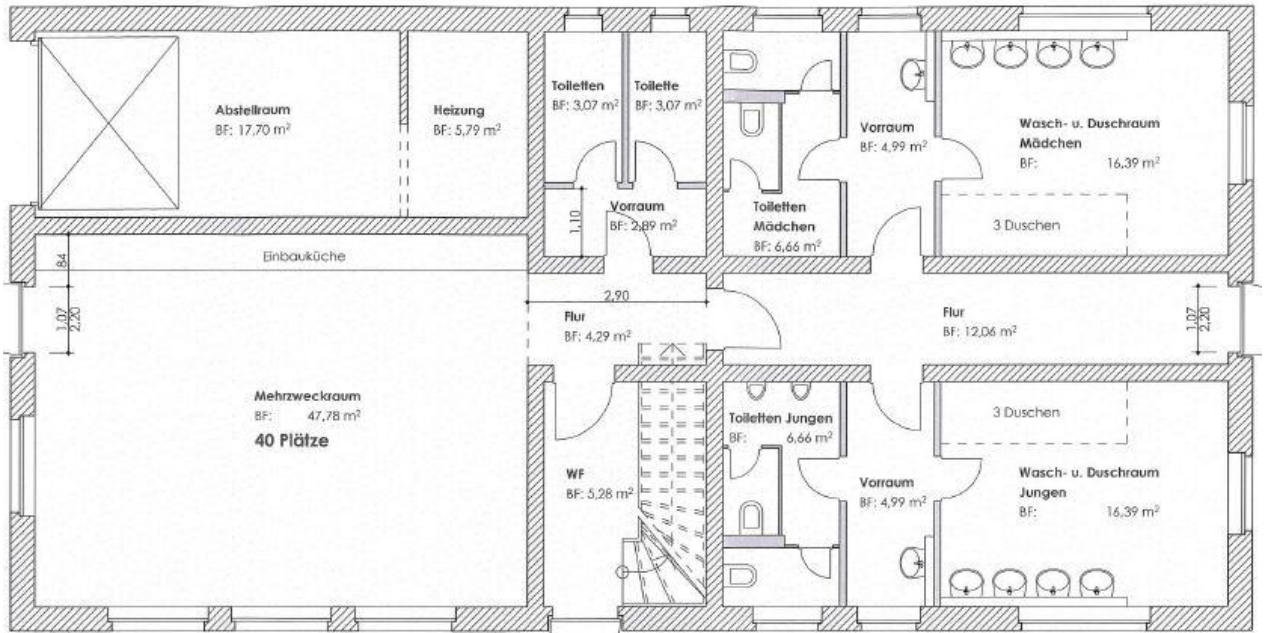 Abstellraum
BF: 17,70 m²
Heizung
BF: 5,79 m²
Toiletten
BF: 3,07 m²
Toilette
BF: 3,07 m²
Vorraum
BF: 2,89 m²
1,10
Toiletten
Mädchen
BF: 6,66 m²
Vorraum
BF: 4,99 m²
Wasch- u. Duschraum
Mädchen
BF: 16,39 m²
3 Duschen
Einbauküche
84
1,07
2,20
2,90
Flur
BF: 4,29 m²
Flur
BF: 12,06 m²
1,07
2,20
Mehrzweckraum
BF: 47,78 m²
40 Plätze
WF
BF: 5,28 m²
Toiletten Jungen
BF: 6,66 m²
Vorraum
BF: 4,99 m²
3 Duschen
Wasch- u. Duschraum
Jungen
BF: 16,39 m²